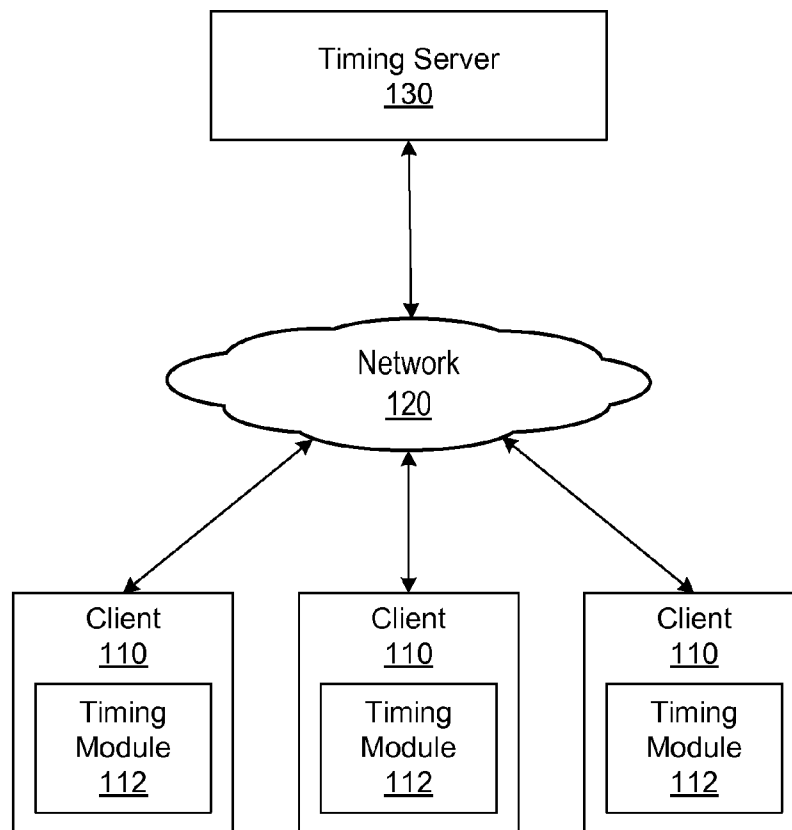 Timing Server
130
Network
120
Client
110
Timing
Module
112
Client
110
Timing
Module
112
Client
110
Timing
Module
112